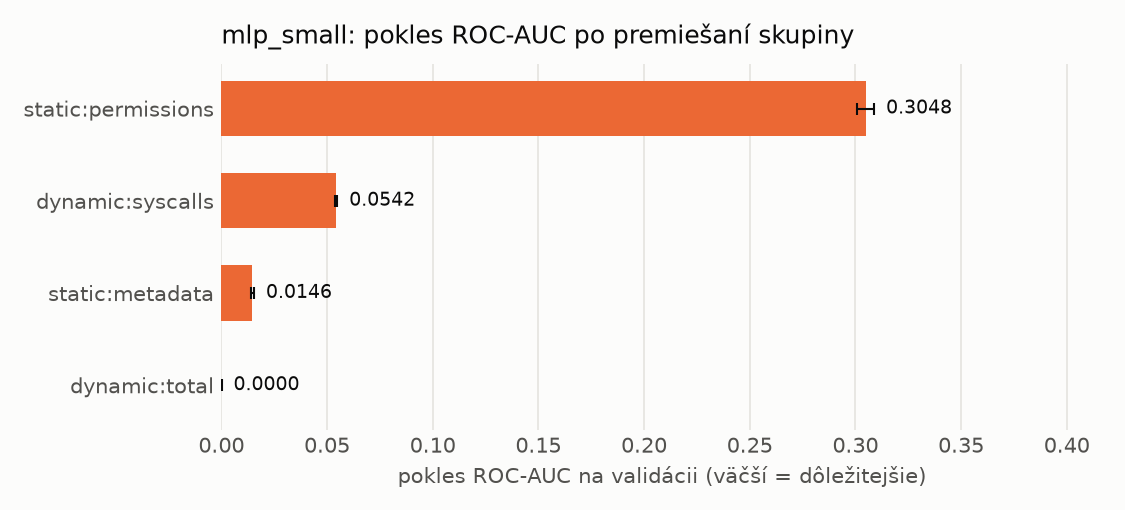 mlp_small: pokles ROC-AUC po premiešaní skupiny
static:permissions 0.3048
dynamic:syscalls 0.0542
static:metadata 0.0146
dynamic:total 0.0000
0.00 0.05 0.10 0.15 0.20 0.25 0.30 0.35 0.40
pokles ROC-AUC na validácii (väčší = dôležitejšie)